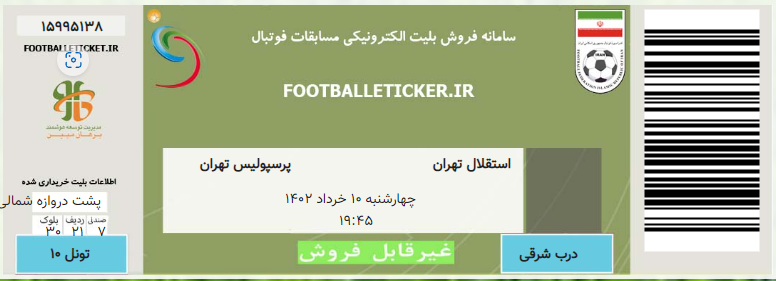 ۱۵۹۹۵۱۳۸
FOOTBALLETICKET.IR
مدیریت توسعه هوشمند
اطلاعات بلیت خریداری شده
پشت دروازه شمالی
صندلی ردیف بلوک
۷ ۲۱ ۳۰
تونل ۱۰
سامانه فروش بلیت الکترونیکی مسابقات فوتبال
FOOTBALLETICKER.IR
استقلال تهران پرسپولیس تهران
چهارشنبه ۱۰ خرداد ۱۴۰۲
۱۹:۴۵
غیرقابل فروش
درب شرقی
IRAN